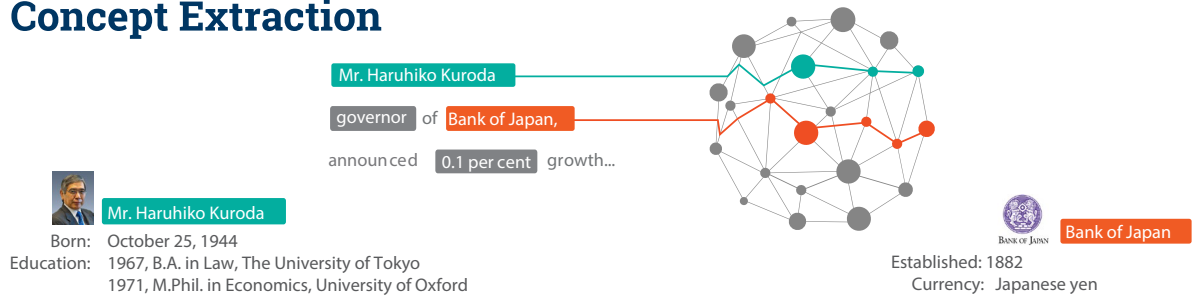 Concept Extraction
Mr. Haruhiko Kuroda
governor of Bank of Japan,
announced 0.1 per cent growth...
Mr. Haruhiko Kuroda
Born: October 25, 1944
Education: 1967, B.A. in Law, The University of Tokyo
1971, M.Phil. in Economics, University of Oxford
BANK OF JAPAN
Bank of Japan
Established: 1882
Currency: Japanese yen